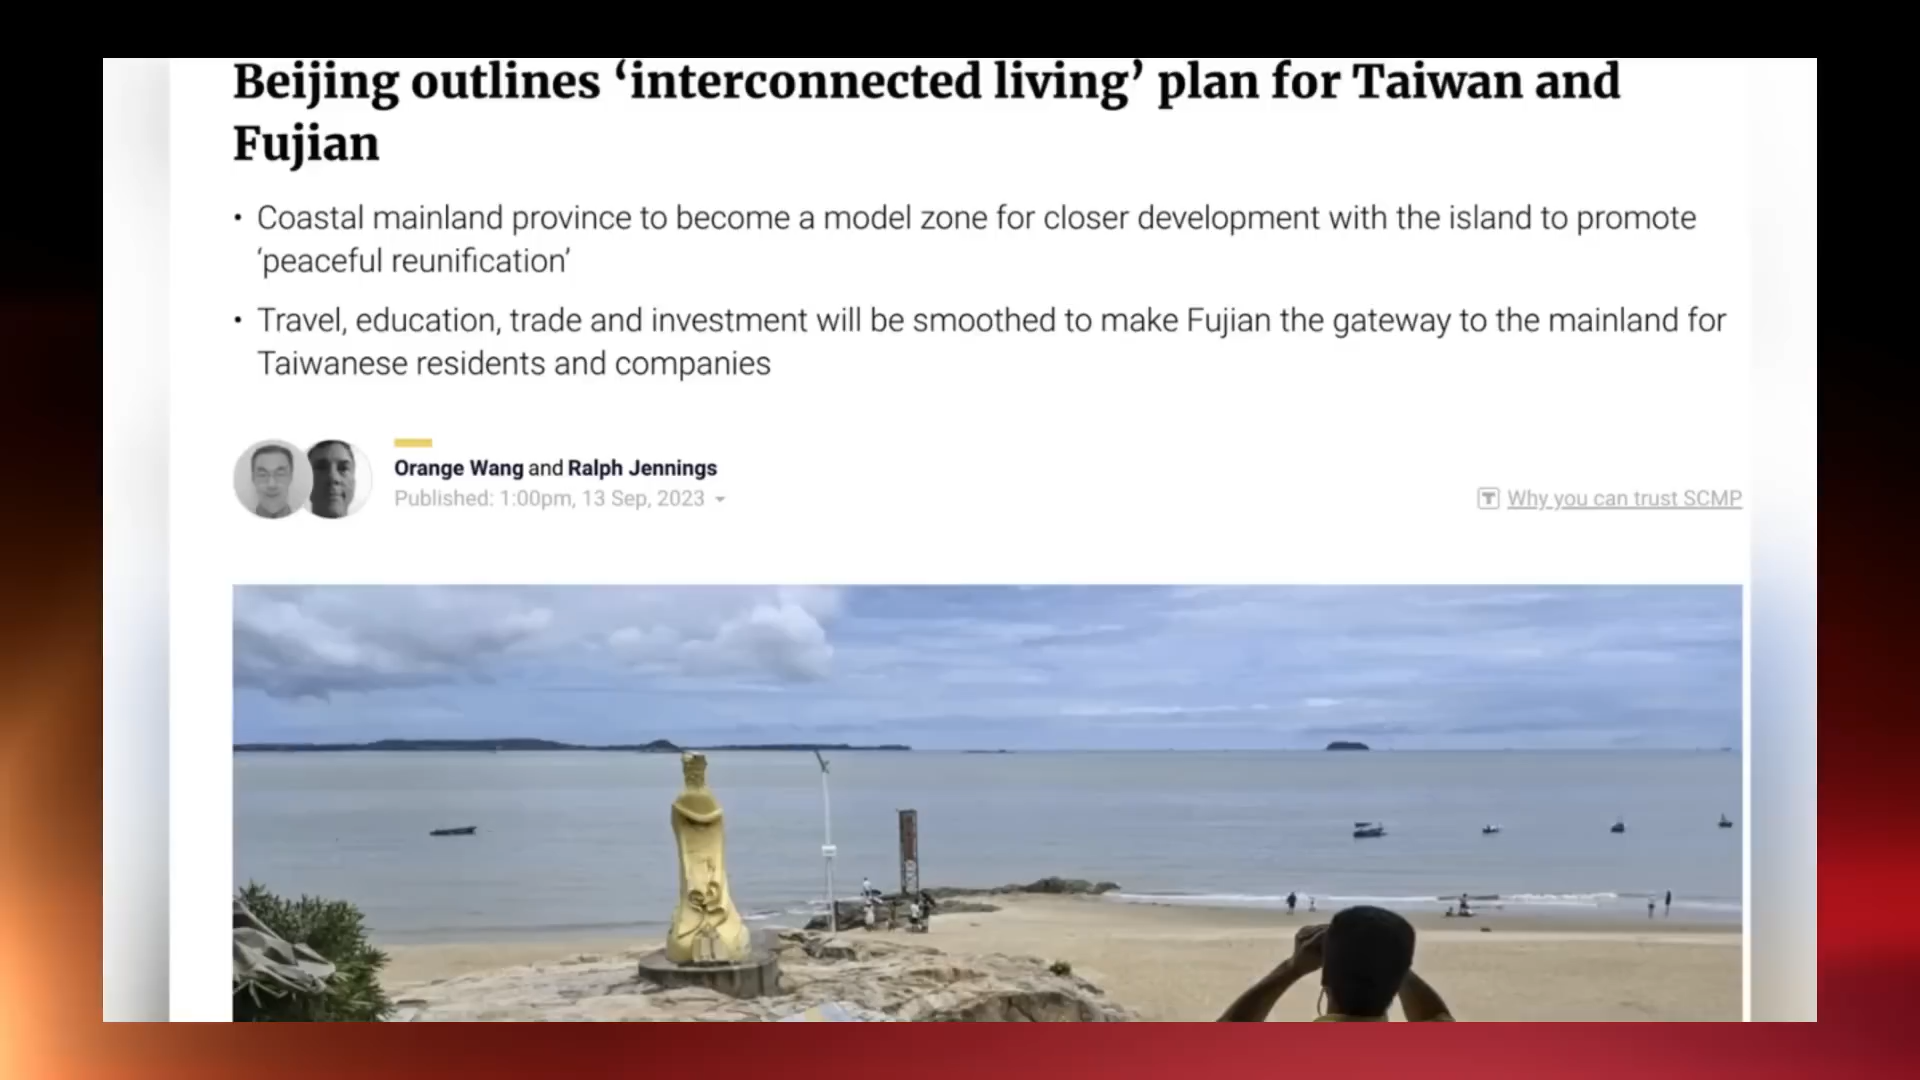 Beijing outlines ‘interconnected living’ plan for Taiwan and
Fujian
• Coastal mainland province to become a model zone for closer development with the island to promote
‘peaceful reunification’
• Travel, education, trade and investment will be smoothed to make Fujian the gateway to the mainland for
Taiwanese residents and companies
Orange Wang and Ralph Jennings
Published: 1:00pm, 13 Sep, 2023
Why you can trust SCMP